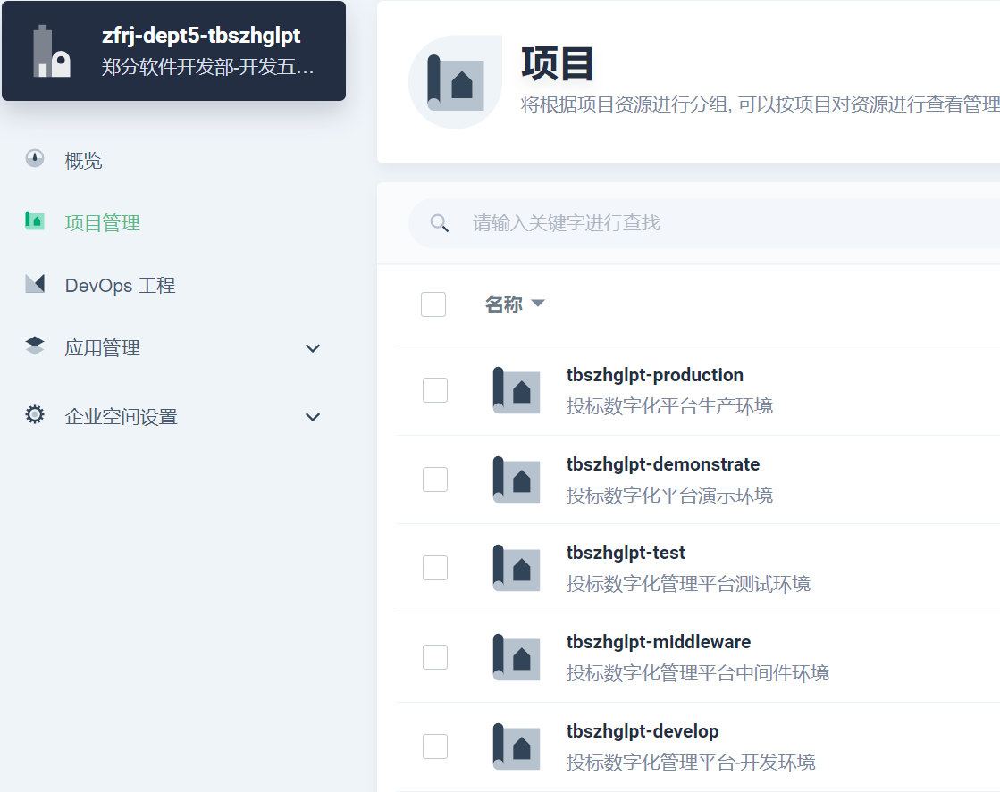 zfrj-dept5-tbszhglpt
郑分软件开发部-开发五...
概览
项目管理
DevOps 工程
应用管理
企业空间设置
项目
将根据项目资源进行分组, 可以按项目对资源进行查看管理
请输入关键字进行查找
名称
tbszhglpt-production
投标数字化平台生产环境
tbszhglpt-demonstrate
投标数字化平台演示环境
tbszhglpt-test
投标数字化管理平台测试环境
tbszhglpt-middleware
投标数字化管理平台中间件环境
tbszhglpt-develop
投标数字化管理平台-开发环境